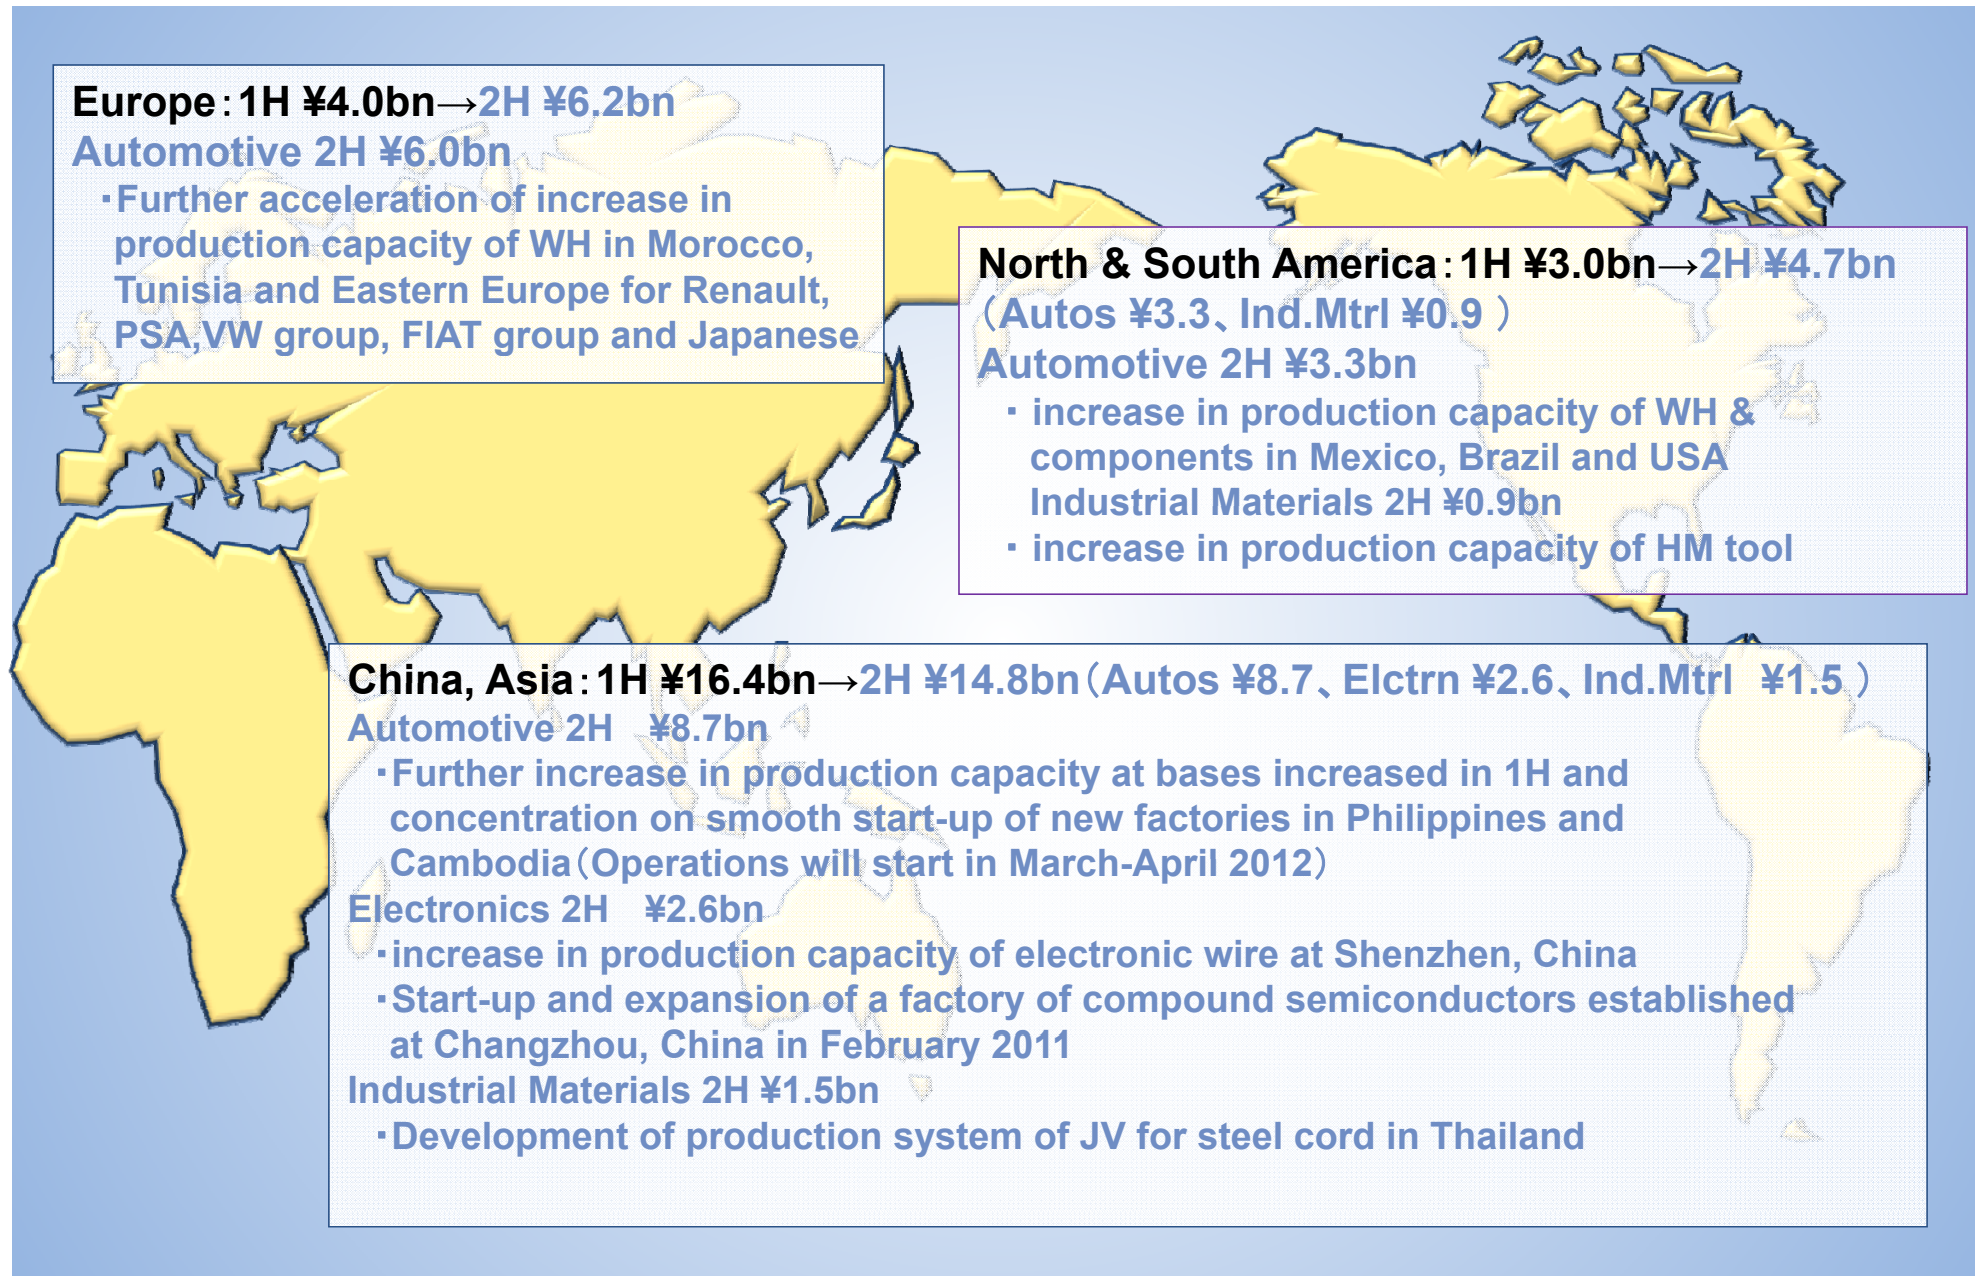 Europe：1H ¥4.0bn→2H ¥6.2bn
Automotive 2H ¥6.0bn
・Further acceleration of increase in
production capacity of WH in Morocco,
Tunisia and Eastern Europe for Renault,
PSA,VW group, FIAT group and Japanese
North & South America：1H ¥3.0bn→2H ¥4.7bn
（Autos ¥3.3、Ind.Mtrl ¥0.9 ）
Automotive 2H ¥3.3bn
・ increase in production capacity of WH &
components in Mexico, Brazil and USA
Industrial Materials 2H ¥0.9bn
・ increase in production capacity of HM tool
China, Asia：1H ¥16.4bn→2H ¥14.8bn（Autos ¥8.7、Elctrn ¥2.6、Ind.Mtrl ¥1.5 ）
Automotive 2H ¥8.7bn
・Further increase in production capacity at bases increased in 1H and
concentration on smooth start-up of new factories in Philippines and
Cambodia（Operations will start in March-April 2012）
Electronics 2H ¥2.6bn
・increase in production capacity of electronic wire at Shenzhen, China
・Start-up and expansion of a factory of compound semiconductors established
at Changzhou, China in February 2011
Industrial Materials 2H ¥1.5bn
・Development of production system of JV for steel cord in Thailand